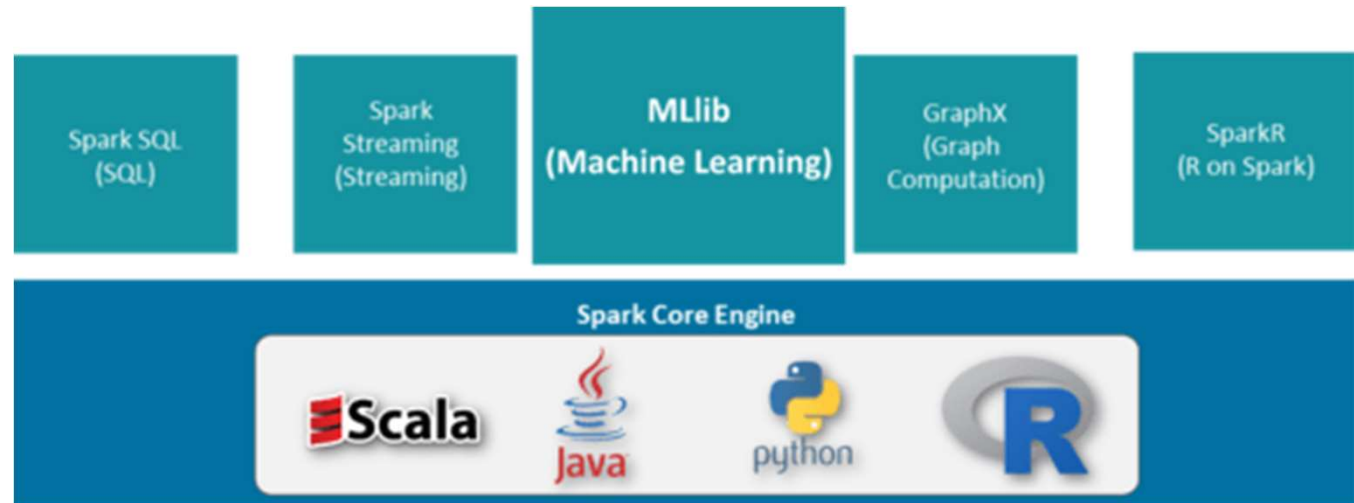 Spark SQL
(SQL)
Spark
Streaming
(Streaming)
MLlib
(Machine Learning)
GraphX
(Graph
Computation)
SparkR
(R on Spark)
Spark Core Engine
Scala
Java
python
R